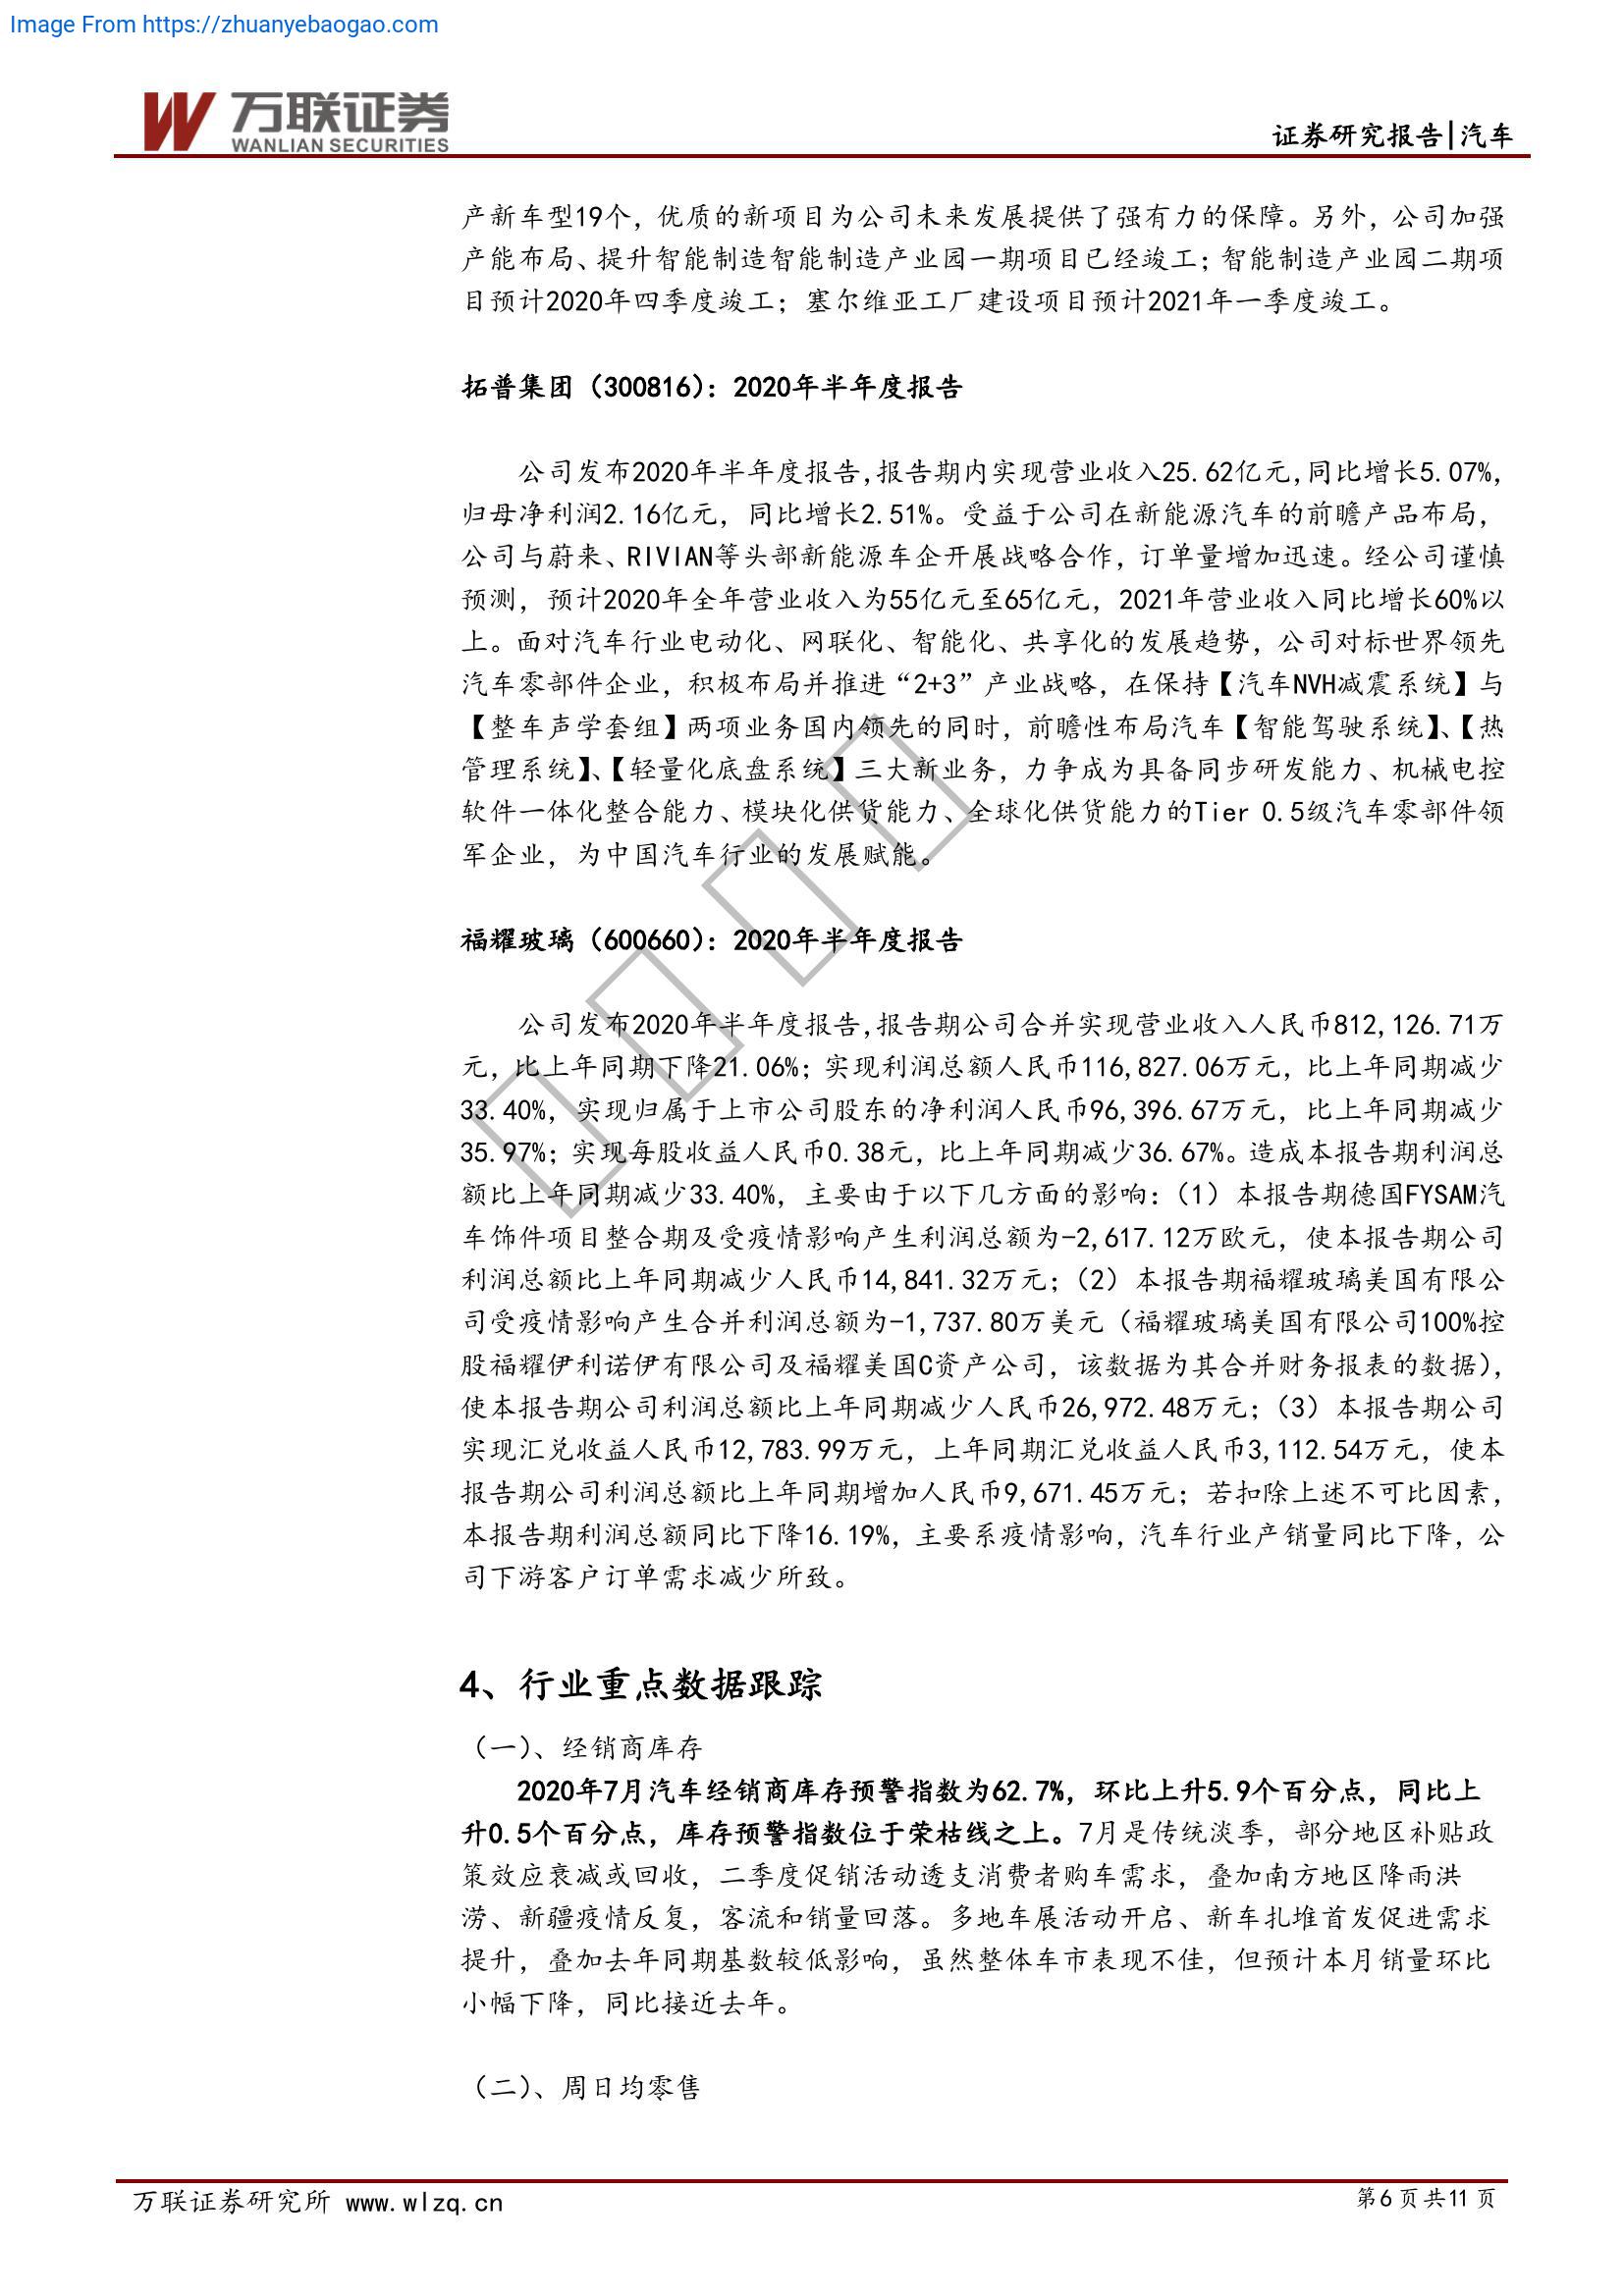 Image From https://zhuanyebaogao.com
万联证券
WANLIAN SECURITIES
证券研究报告|汽车
产新车型19个，优质的新项目为公司未来发展提供了强有力的保障。另外，公司加强
产能布局、提升智能制造智能制造产业园一期项目已经竣工；智能制造产业园二期项
目预计2020年四季度竣工；塞尔维亚工厂建设项目预计2021年一季度竣工。
拓普集团（300816）：2020年半年度报告
公司发布2020年半年度报告,报告期内实现营业收入25.62亿元,同比增长5.07%，
归母净利润2.16亿元，同比增长2.51%。受益于公司在新能源汽车的前瞻产品布局，
公司与蔚来、RIVIAN等头部新能源车企开展战略合作，订单量增加迅速。经公司谨慎
预测，预计2020年全年营业收入为55亿元至65亿元，2021年营业收入同比增长60%以
上。面对汽车行业电动化、网联化、智能化、共享化的发展趋势，公司对标世界领先
汽车零部件企业，积极布局并推进“2+3”产业战略，在保持【汽车NVH减震系统】与
【整车声学套组】两项业务国内领先的同时，前瞻性布局汽车【智能驾驶系统】、【热
管理系统】、【轻量化底盘系统】三大新业务，力争成为具备同步研发能力、机械电控
软件一体化整合能力、模块化供货能力、全球化供货能力的Tier 0.5级汽车零部件领
军企业，为中国汽车行业的发展赋能。
福耀玻璃（600660）：2020年半年度报告
公司发布2020年半年度报告,报告期公司合并实现营业收入人民币812,126.71万
元，比上年同期下降21.06%；实现利润总额人民币116,827.06万元，比上年同期减少
33.40%，实现归属于上市公司股东的净利润人民币96,396.67万元，比上年同期减少
35.97%；实现每股收益人民币0.38元，比上年同期减少36.67%。造成本报告期利润总
额比上年同期减少33.40%，主要由于以下几方面的影响：（1）本报告期德国FYSAM汽
车饰件项目整合期及受疫情影响产生利润总额为-2,617.12万欧元，使本报告期公司
利润总额比上年同期减少人民币14,841.32万元；（2）本报告期福耀玻璃美国有限公
司受疫情影响产生合并利润总额为-1,737.80万美元（福耀玻璃美国有限公司100%控
股福耀伊利诺伊有限公司及福耀美国C资产公司，该数据为其合并财务报表的数据），
使本报告期公司利润总额比上年同期减少人民币26,972.48万元；（3）本报告期公司
实现汇兑收益人民币12,783.99万元，上年同期汇兑收益人民币3,112.54万元，使本
报告期公司利润总额比上年同期增加人民币9,671.45万元；若扣除上述不可比因素，
本报告期利润总额同比下降16.19%，主要系疫情影响，汽车行业产销量同比下降，公
司下游客户订单需求减少所致。
4、行业重点数据跟踪
（一）、经销商库存
2020年7月汽车经销商库存预警指数为62.7%，环比上升5.9个百分点，同比上
升0.5个百分点，库存预警指数位于荣枯线之上。7月是传统淡季，部分地区补贴政
策效应衰减或回收，二季度促销活动透支消费者购车需求，叠加南方地区降雨洪
涝、新疆疫情反复，客流和销量回落。多地车展活动开启、新车扎堆首发促进需求
提升，叠加去年同期基数较低影响，虽然整体车市表现不佳，但预计本月销量环比
小幅下降，同比接近去年。
（二）、周日均零售
万联证券研究所 www.wlzq.cn
第6页共11页